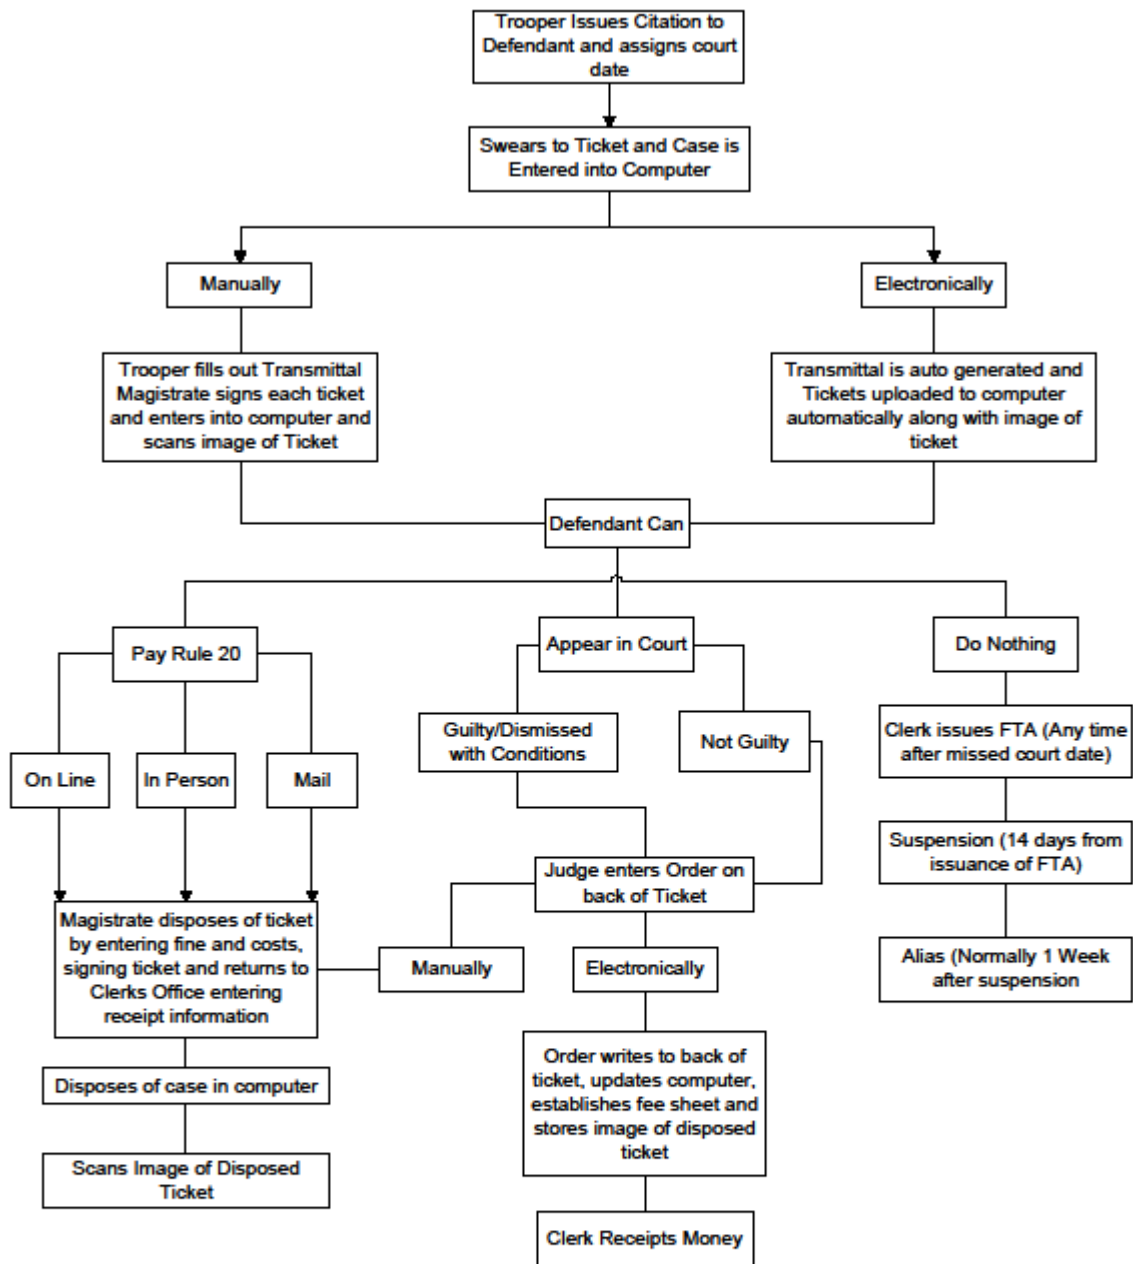 Trooper Issues Citation to
Defendant and assigns court
date
Swears to Ticket and Case is
Entered into Computer
Manually
Electronically
Trooper fills out Transmittal
Magistrate signs each ticket
and enters into computer and
scans image of Ticket
Transmittal is auto generated and
Tickets uploaded to computer
automatically along with image of
ticket
Defendant Can
Pay Rule 20
Appear in Court
Do Nothing
On Line
In Person
Mail
Guilty/Dismissed
with Conditions
Not Guilty
Clerk issues FTA (Any time
after missed court date)
Suspension (14 days from
issuance of FTA)
Alias (Normally 1 Week
after suspension
Judge enters Order on
back of Ticket
Magistrate disposes of ticket
by entering fine and costs,
signing ticket and returns to
Clerks Office entering
receipt information
Manually
Electronically
Disposes of case in computer
Scans Image of Disposed
Ticket
Order writes to back of
ticket, updates computer,
establishes fee sheet and
stores image of disposed
ticket
Clerk Receipts Money